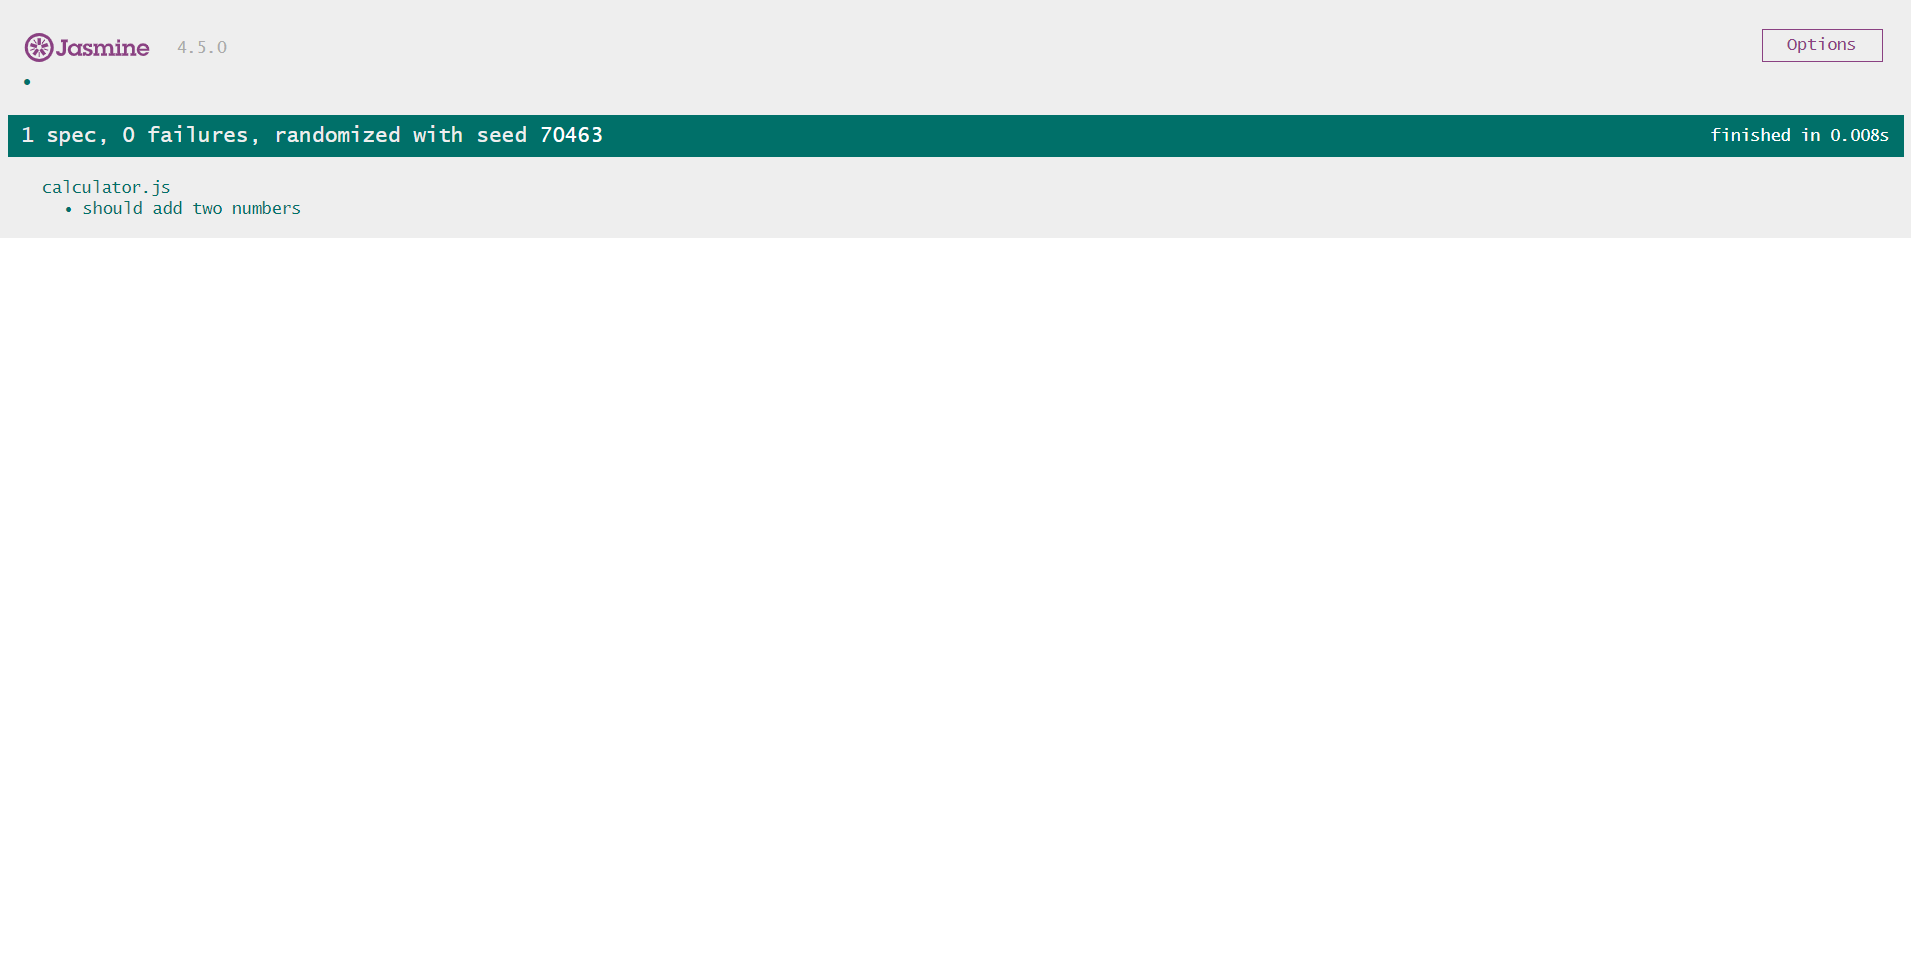 Jasmine 4.5.0 Options
•
1 spec, 0 failures, randomized with seed 70463 finished in 0.008s
calculator.js
• should add two numbers